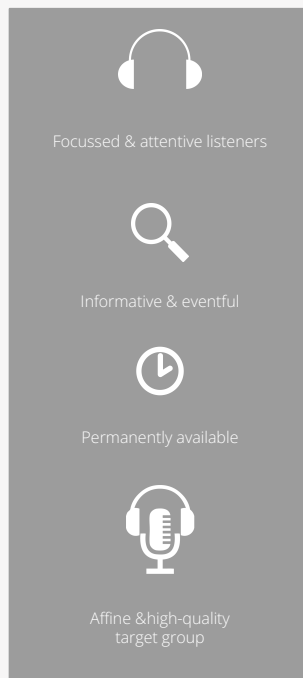 Focussed & attentive listeners
Informative & eventful
Permanently available
Affine &high-quality
target group